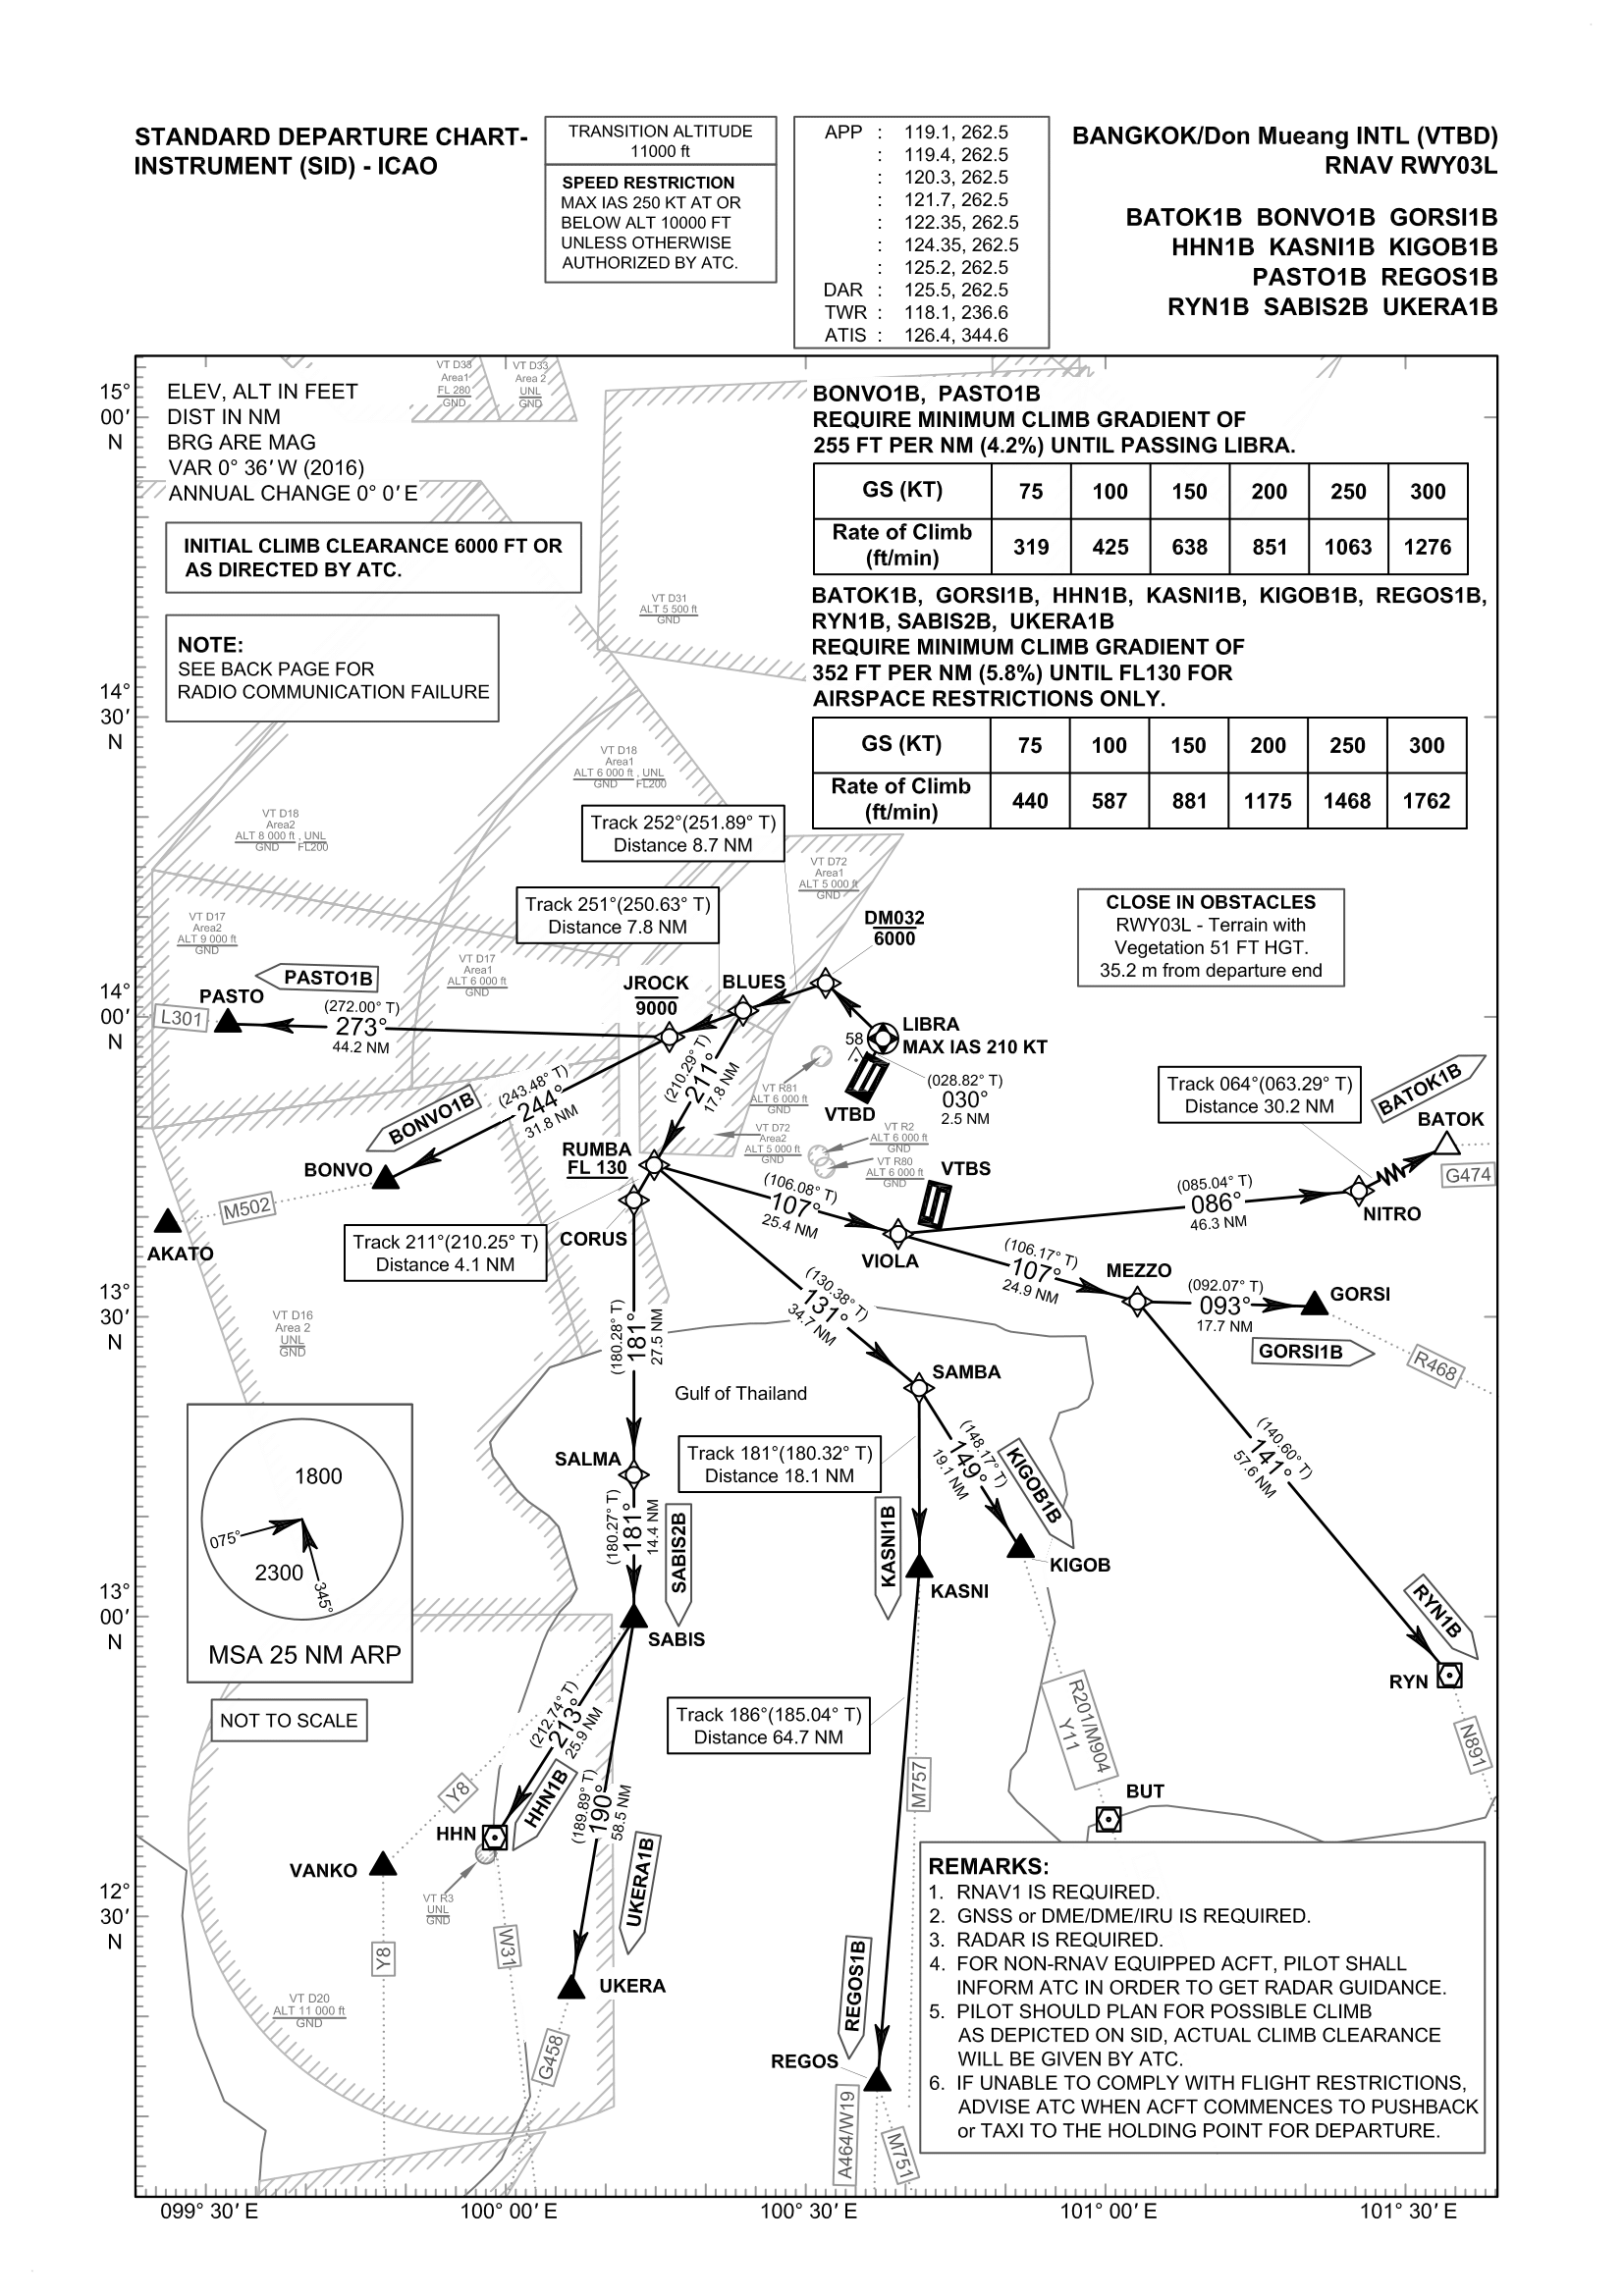 STANDARD DEPARTURE CHART-
INSTRUMENT (SID) - ICAO
TRANSITION ALTITUDE
11000 ft
SPEED RESTRICTION
MAX IAS 250 KT AT OR
BELOW ALT 10000 FT
UNLESS OTHERWISE
AUTHORIZED BY ATC.
APP : 119.1, 262.5
: 119.4, 262.5
: 120.3, 262.5
: 121.7, 262.5
: 122.35, 262.5
: 124.35, 262.5
: 125.2, 262.5
DAR : 125.5, 262.5
TWR : 118.1, 236.6
ATIS : 126.4, 344.6
BANGKOK/Don Mueang INTL (VTBD)
RNAV RWY03L
BATOK1B BONVO1B GORSI1B
HHN1B KASNI1B KIGOB1B
PASTO1B REGOS1B
RYN1B SABIS2B UKERA1B
15°
00′
N
ELEV, ALT IN FEET
DIST IN NM
BRG ARE MAG
VAR 0° 36′ W (2016)
ANNUAL CHANGE 0° 0′ E
VT D33
Area1
FL 280
GND
VT D33
Area 2
UNL
GND
INITIAL CLIMB CLEARANCE 6000 FT OR
AS DIRECTED BY ATC.
NOTE:
SEE BACK PAGE FOR
RADIO COMMUNICATION FAILURE
BONVO1B, PASTO1B
REQUIRE MINIMUM CLIMB GRADIENT OF
255 FT PER NM (4.2%) UNTIL PASSING LIBRA.
GS (KT) 75 100 150 200 250 300
Rate of Climb
(ft/min) 319 425 638 851 1063 1276
BATOK1B, GORSI1B, HHN1B, KASNI1B, KIGOB1B, REGOS1B,
RYN1B, SABIS2B, UKERA1B
REQUIRE MINIMUM CLIMB GRADIENT OF
352 FT PER NM (5.8%) UNTIL FL130 FOR
AIRSPACE RESTRICTIONS ONLY.
GS (KT) 75 100 150 200 250 300
Rate of Climb
(ft/min) 440 587 881 1175 1468 1762
VT D31
ALT 5 500 ft
GND
14°
30′
N
VT D18
Area1
ALT 6 000 ft , UNL
GND FL200
VT D18
Area2
ALT 8 000 ft , UNL
GND FL200
Track 252°(251.89° T)
Distance 8.7 NM
VT D72
Area1
ALT 5 000 ft
GND
Track 251°(250.63° T)
Distance 7.8 NM
CLOSE IN OBSTACLES
RWY03L - Terrain with
Vegetation 51 FT HGT.
35.2 m from departure end
VT D17
Area2
ALT 9 000 ft
GND
VT D17
Area1
ALT 6 000 ft
GND
DM032
6000
PASTO1B
PASTO
JROCK
9000
BLUES
14°
00′
N
L301
(272.00° T)
273°
44.2 NM
LIBRA
MAX IAS 210 KT
58
(028.82° T)
030°
2.5 NM
VTBD
VT R81
ALT 6 000 ft
GND
(210.29° T)
211°
17.8 NM
(243.48° T)
244°
31.8 NM
BONVO1B
Track 064°(063.29° T)
Distance 30.2 NM
BATOK1B
BATOK
G474
VT D72
Area2
ALT 5 000 ft
GND
VT R2
ALT 6 000 ft
GND
VT R80
ALT 6 000 ft
GND
RUMBA
FL 130
BONVO
M502
AKATO
VTBS
(106.08° T)
107°
25.4 NM
(085.04° T)
086°
46.3 NM
NITRO
CORUS
Track 211°(210.25° T)
Distance 4.1 NM
VIOLA
(106.17° T)
107°
24.9 NM
MEZZO
(092.07° T)
093°
17.7 NM
GORSI
GORSI1B
R468
13°
30′
N
VT D16
Area 2
UNL
GND
(180.28° T)
181°
27.5 NM
(130.38° T)
131°
34.7 NM
SAMBA
Gulf of Thailand
Track 181°(180.32° T)
Distance 18.1 NM
(148.17° T)
149°
19.1 NM
KIGOB1B
(140.60° T)
141°
57.6 NM
SALMA
1800
075°
2300
345°
MSA 25 NM ARP
(180.27° T)
181°
14.4 NM
SABIS2B
KASNI1B
KASNI
KIGOB
13°
00′
N
SABIS
RYN1B
RYN
NOT TO SCALE
Track 186°(185.04° T)
Distance 64.7 NM
(212.74° T)
213°
25.9 NM
R201/M904
Y11
N891
M757
Y8
HHN1B
(189.89° T)
190°
58.5 NM
BUT
HHN
VANKO
UKERA1B
VT R3
UNL
GND
12°
30′
N
Y8
W31
UKERA
VT D20
ALT 11 000 ft
GND
G458
REGOS1B
REGOS
A464/W19
M751
REMARKS:
1. RNAV1 IS REQUIRED.
2. GNSS or DME/DME/IRU IS REQUIRED.
3. RADAR IS REQUIRED.
4. FOR NON-RNAV EQUIPPED ACFT, PILOT SHALL
INFORM ATC IN ORDER TO GET RADAR GUIDANCE.
5. PILOT SHOULD PLAN FOR POSSIBLE CLIMB
AS DEPICTED ON SID, ACTUAL CLIMB CLEARANCE
WILL BE GIVEN BY ATC.
6. IF UNABLE TO COMPLY WITH FLIGHT RESTRICTIONS,
ADVISE ATC WHEN ACFT COMMENCES TO PUSHBACK
or TAXI TO THE HOLDING POINT FOR DEPARTURE.
099° 30′ E
100° 00′ E
100° 30′ E
101° 00′ E
101° 30′ E